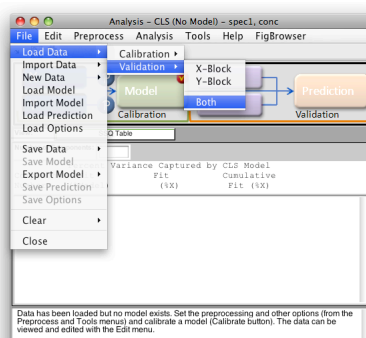 Analysis – CLS (No Model) – spec1, conc
File Edit Preprocess Analysis Tools Help FigBrowser
Load Data
Import Data
New Data
Load Model
Import Model
Load Prediction
Load Options
Save Data
Save Model
Export Model
Save Prediction
Save Options
Clear
Close
Calibration
Validation
X-Block
Y-Block
Both
Model
Calibration
Prediction
Validation
Q Table
Variance Captured by CLS Model
Fit Cumulative
(%X) Fit (%X)
Data has been loaded but no model exists. Set the preprocessing and other options (from the
Preprocess and Tools menus) and calibrate a model (Calibrate button). The data can be
viewed and edited with the Edit menu.